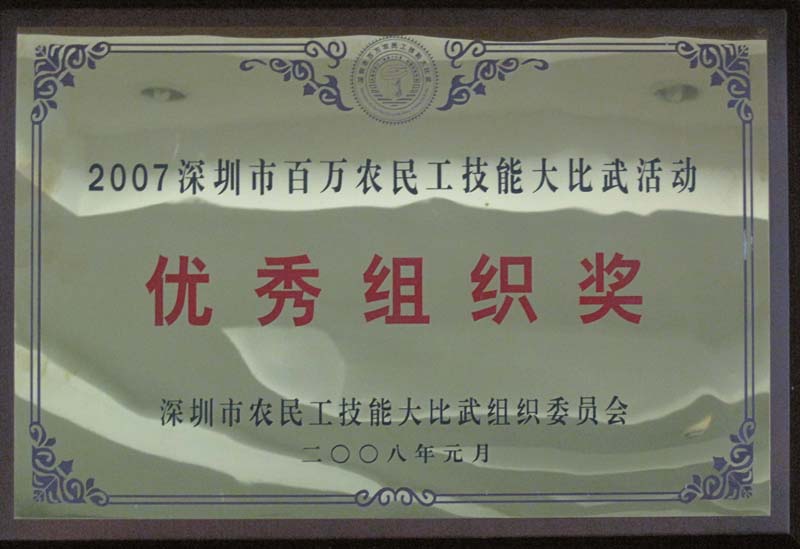 2007深圳市百万农民工技能大比武活动
优秀组织奖
深圳市农民工技能大比武组织委员会
二〇〇八年元月